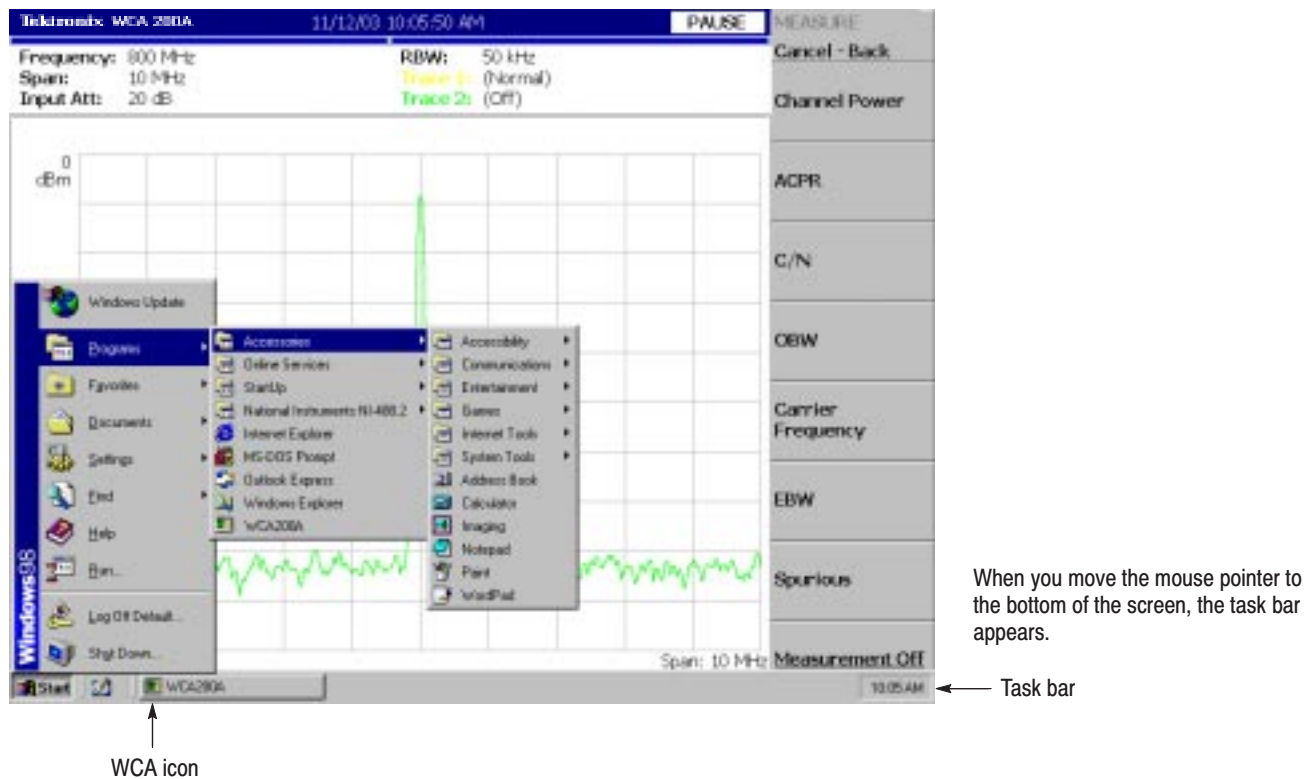 Tektronix WCA 200A 11/12/03 10:05:50 AM PAUSE
Frequency: 800 MHz
Span: 10 MHz
Input Att: 20 dB
RBW: 50 kHz
Trace 1: (Normal)
Trace 2: (Off)
MEASURE
Cancel - Back
Channel Power
ACPR
C/N
OBW
Carrier
Frequency
EBW
Spurious
Measurement Off
0
dBm
Windows Update
Programs
Favorites
Documents
Settings
Find
Help
Run...
Log Off Default...
Shut Down...
Windows98
Accessories
Online Services
StartUp
National Instruments NI-488.2
Internet Explorer
MS-DOS Prompt
Outlook Express
Windows Explorer
WCA200A
Accessibility
Communications
Entertainment
Games
Internet Tools
System Tools
Address Book
Calculator
Imaging
Notepad
Paint
WordPad
Span: 10 MHz
Start WCA200A 10:05 AM
When you move the mouse pointer to
the bottom of the screen, the task bar
appears.
Task bar
WCA icon